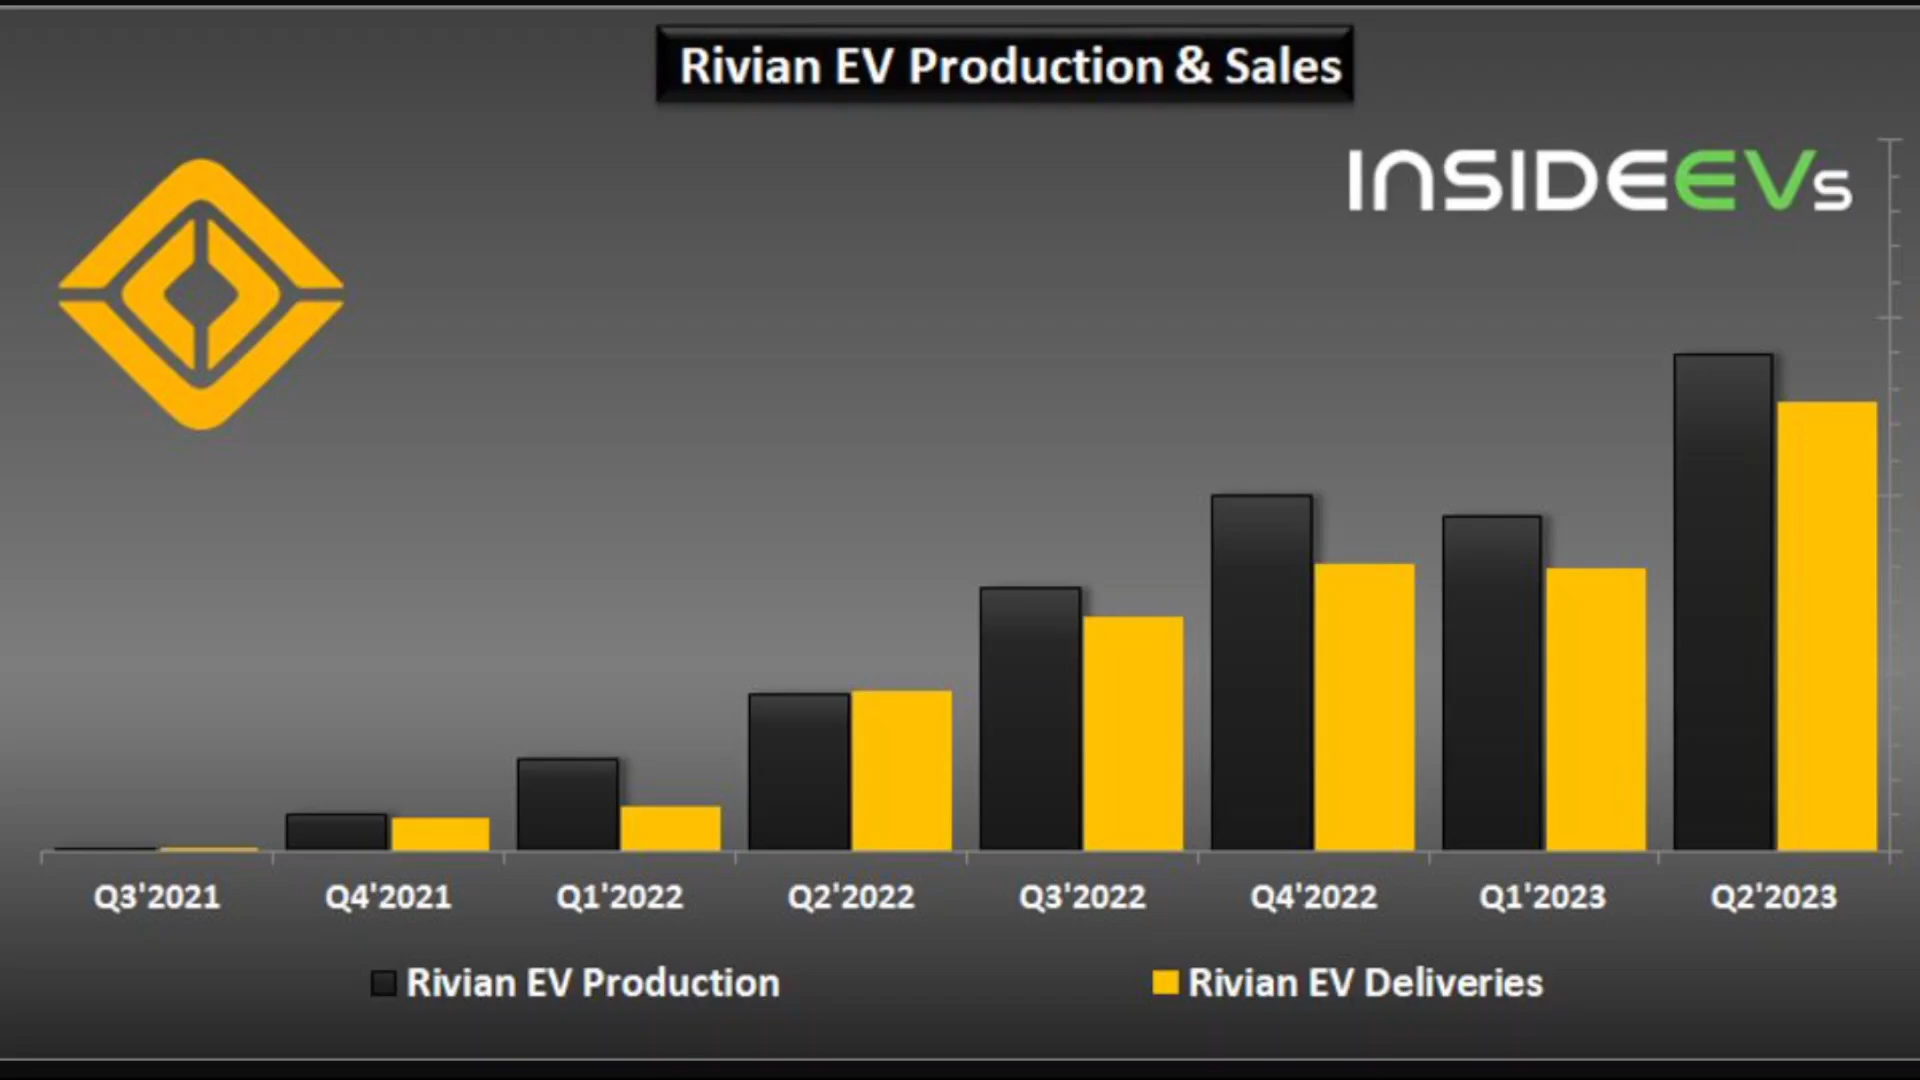 Rivian EV Production & Sales
INSIDEEVs
Q3'2021 Q4'2021 Q1'2022 Q2'2022 Q3'2022 Q4'2022 Q1'2023 Q2'2023
Rivian EV Production Rivian EV Deliveries